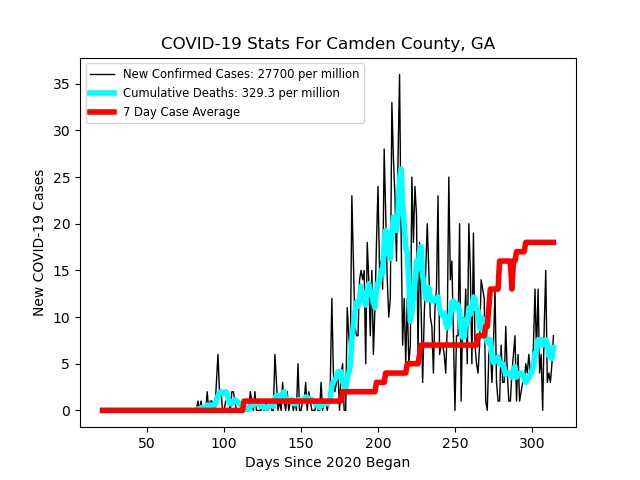 COVID-19 Stats For Camden County, GA
New Confirmed Cases: 27700 per million
Cumulative Deaths: 329.3 per million
7 Day Case Average
New COVID-19 Cases
35
30
25
20
15
10
5
0
50
100
150
200
250
300
Days Since 2020 Began